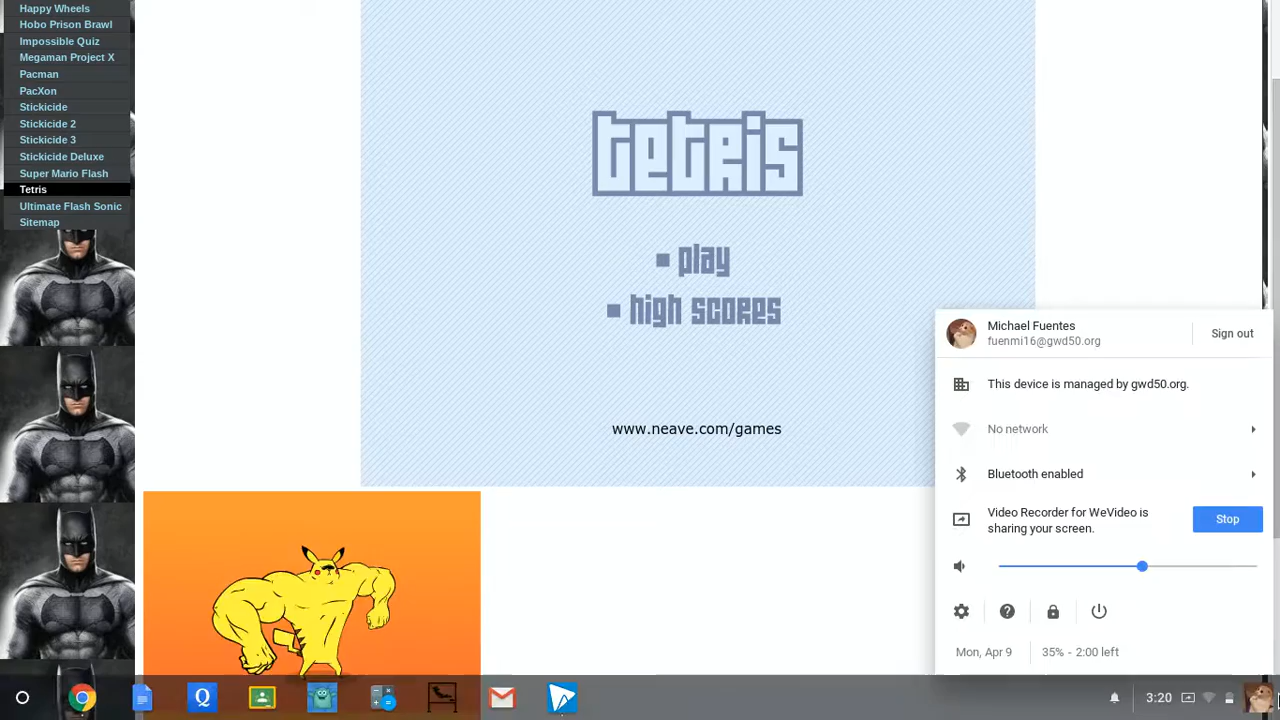 Happy Wheels
Hobo Prison Brawl
Impossible Quiz
Megaman Project X
Pacman
PacXon
Stickicide
Stickicide 2
Stickicide 3
Stickicide Deluxe
Super Mario Flash
Tetris
Ultimate Flash Sonic
Sitemap
tetris
play
high scores
www.neave.com/games
Michael Fuentes
fuenmi16@gwd50.org
Sign out
This device is managed by gwd50.org.
No network
Bluetooth enabled
Video Recorder for WeVideo is
sharing your screen.
Stop
Mon, Apr 9
35% - 2:00 left
Q
3:20